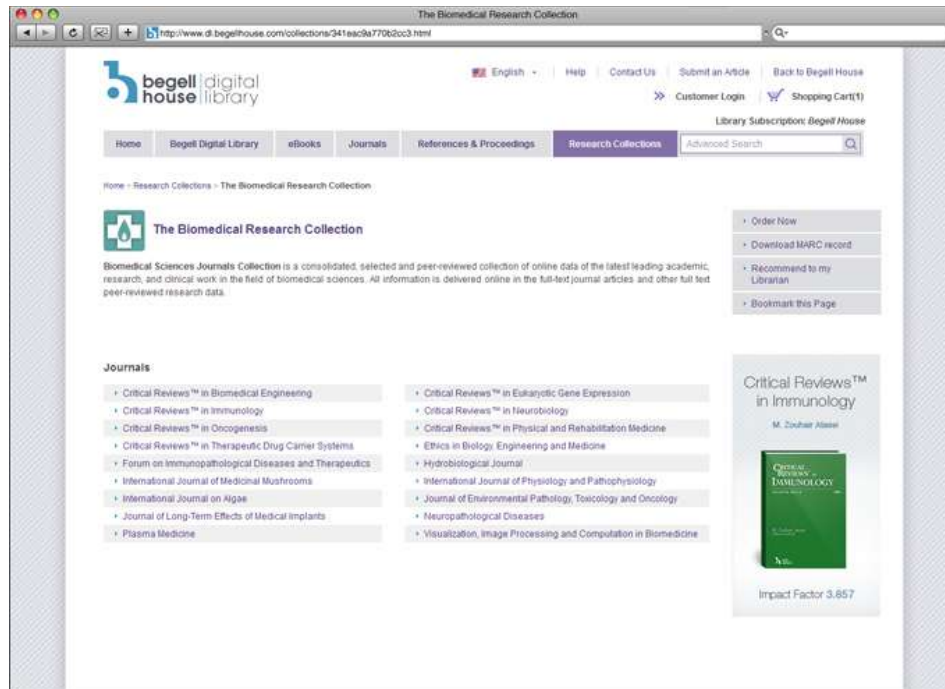 The Biomedical Research Collection
http://www.dl.begellhouse.com/collections/341eac9a770b2cc3.html
begell digital
house library
English
Help
Contact Us
Submit an Article
Back to Begell House
Customer Login
Shopping Cart(1)
Library Subscription: Begell House
Home
Begell Digital Library
eBooks
Journals
References & Proceedings
Research Collections
Advanced Search
Home - Research Collections - The Biomedical Research Collection
The Biomedical Research Collection
Biomedical Sciences Journals Collection is a consolidated, selected and peer-reviewed collection of online data of the latest leading academic,
research, and clinical work in the field of biomedical sciences. All information is delivered online in the full-text journal articles and other full text
peer-reviewed research data.
Order Now
Download MARC record
Recommend to my
Librarian
Bookmark this Page
Journals
Critical Reviews™ in Biomedical Engineering
Critical Reviews™ in Immunology
Critical Reviews™ in Oncogenesis
Critical Reviews™ in Therapeutic Drug Carrier Systems
Forum on Immunopathological Diseases and Therapeutics
International Journal of Medicinal Mushrooms
International Journal on Algae
Journal of Long-Term Effects of Medical Implants
Plasma Medicine
Critical Reviews™ in Eukaryotic Gene Expression
Critical Reviews™ in Neurobiology
Critical Reviews™ in Physical and Rehabilitation Medicine
Ethics in Biology, Engineering and Medicine
Hydrobiological Journal
International Journal of Physiology and Pathophysiology
Journal of Environmental Pathology, Toxicology and Oncology
Neuropathological Diseases
Visualization, Image Processing and Computation in Biomedicine
Critical Reviews™
in Immunology
M. Zouhair Atassi
CRITICAL
REVIEWS
IMMUNOLOGY
Impact Factor 3.857